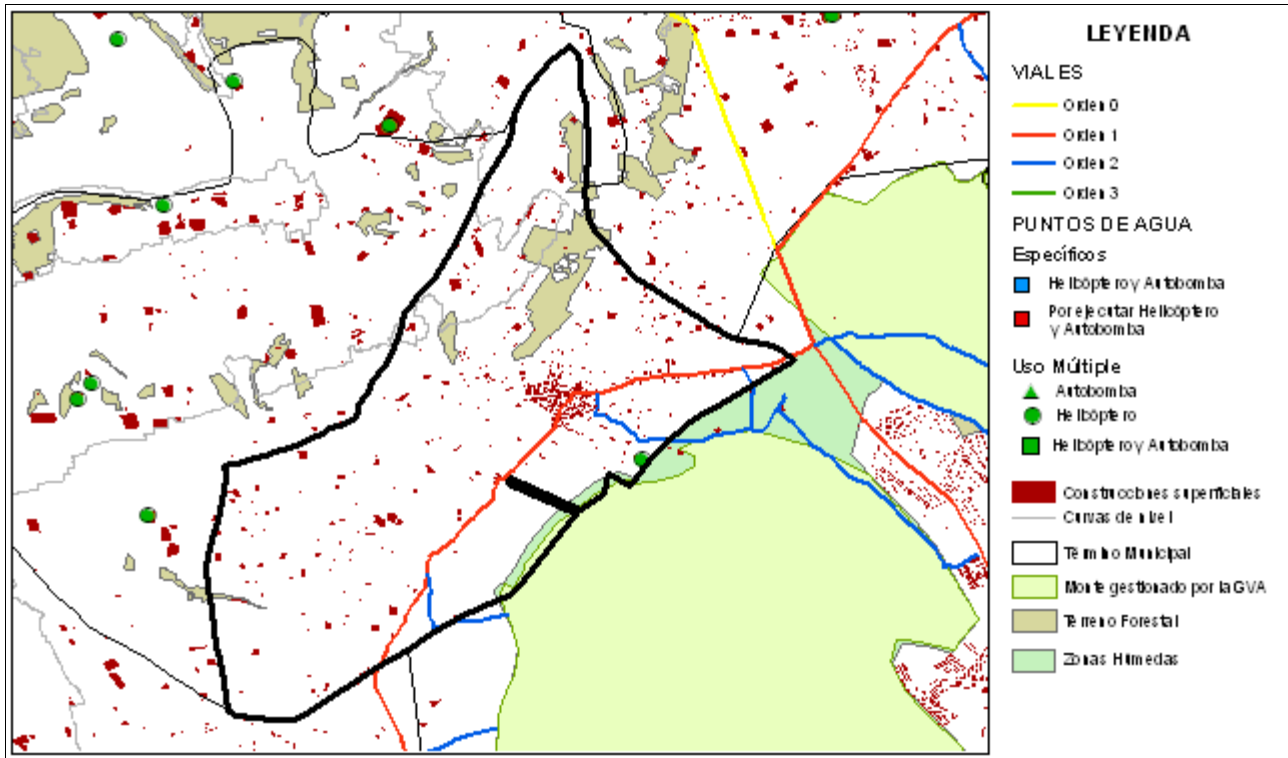 LEYENDA
VIALES
Orden 0
Orden 1
Orden 2
Orden 3
PUNTOS DE AGUA
Específicos
Helicóptero y Autobomba
Por ejecutar Helicóptero
y Autobomba
Uso Múltiple
Autobomba
Helicóptero
Helicóptero y Autobomba
Construcciones superficiales
Curvas de nivel
Término Municipal
Monte gestionado por la GVA
Terreno Forestal
Zonas Húmedas